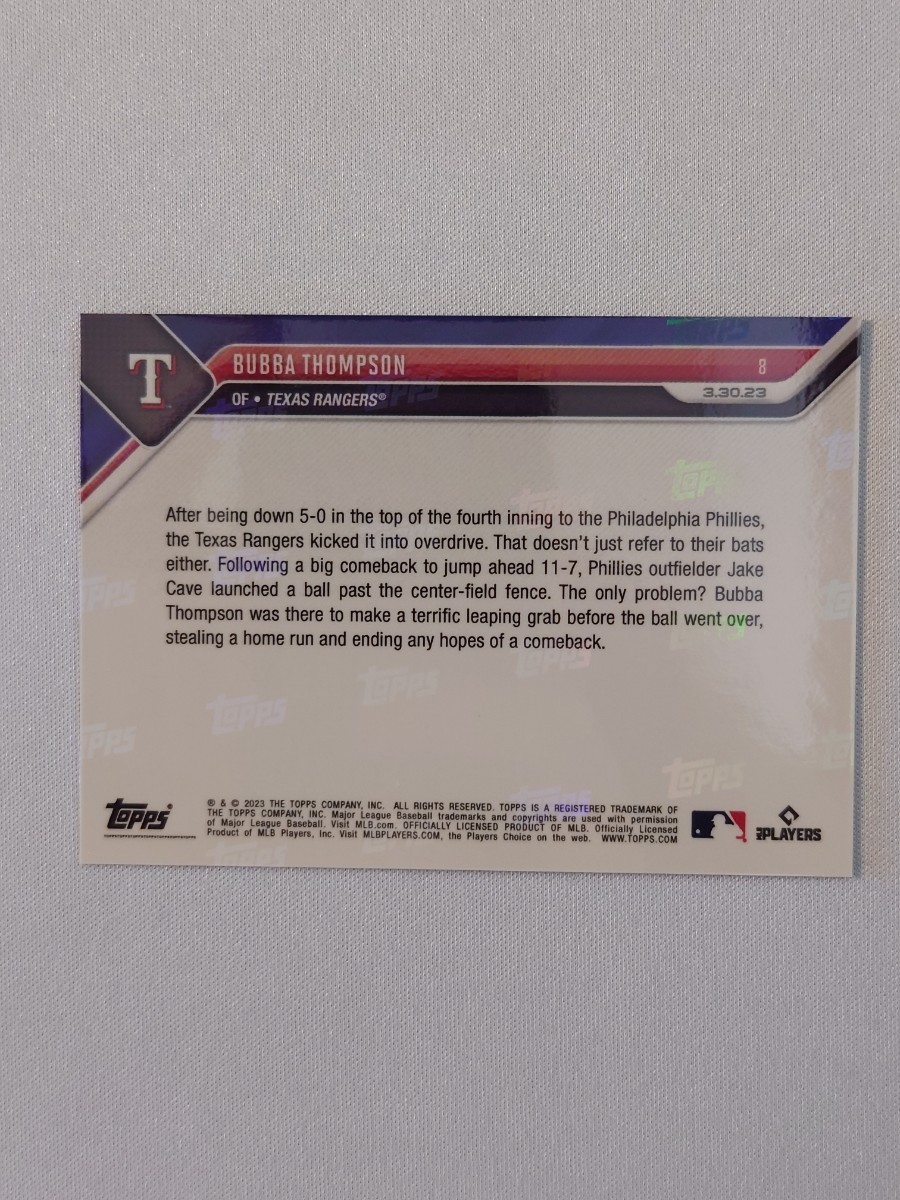 T
BUBBA THOMPSON
8
OF • TEXAS RANGERS®
3.30.23
After being down 5-0 in the top of the fourth inning to the Philadelphia Phillies,
the Texas Rangers kicked it into overdrive. That doesn't just refer to their bats
either. Following a big comeback to jump ahead 11-7, Phillies outfielder Jake
Cave launched a ball past the center-field fence. The only problem? Bubba
Thompson was there to make a terrific leaping grab before the ball went over,
stealing a home run and ending any hopes of a comeback.
Topps®
® & © 2023 THE TOPPS COMPANY, INC. ALL RIGHTS RESERVED. TOPPS IS A REGISTERED TRADEMARK OF
THE TOPPS COMPANY, INC. Major League Baseball trademarks and copyrights are used with permission
of Major League Baseball. Visit MLB.com. OFFICIALLY LICENSED PRODUCT OF MLB. Officially Licensed
Product of MLB Players, Inc. Visit MLBPLAYERS.COM, the Players Choice on the web. WWW.TOPPS.COM
PLAYERS